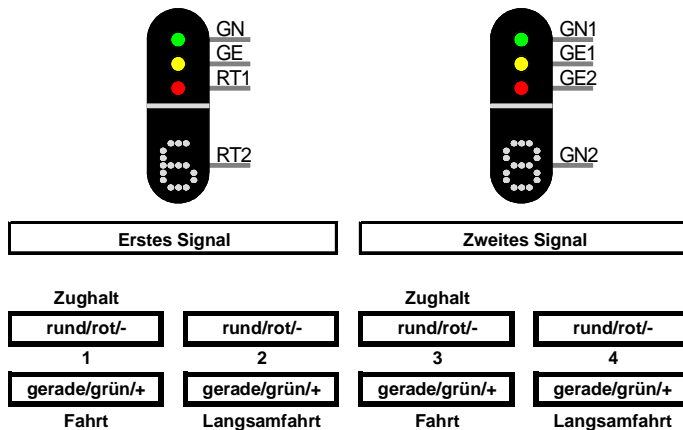 GN GN1
GE GE1
RT1 GE2
RT2 GN2
6 8
Erstes Signal Zweites Signal
Zughalt Zughalt
rund/rot/- rund/rot/- rund/rot/- rund/rot/-
1 2 3 4
gerade/grün/+ gerade/grün/+ gerade/grün/+ gerade/grün/+
Fahrt Langsamfahrt Fahrt Langsamfahrt